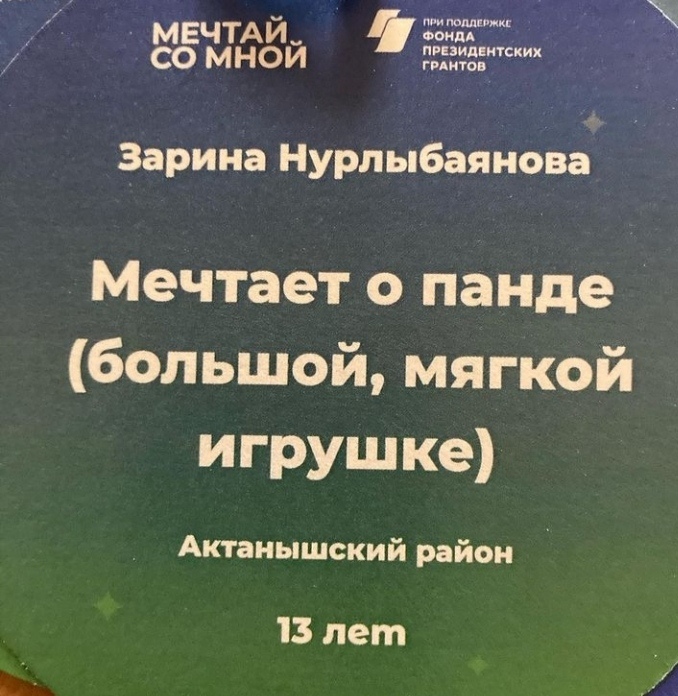 МЕЧТАЙ
СО МНОЙ
ПРИ ПОДДЕРЖКЕ
ФОНДА
ПРЕЗИДЕНТСКИХ
ГРАНТОВ
Зарина Нурлыбаянова
Мечтает о панде
(большой, мягкой
игрушке)
Актанышский район
13 лет